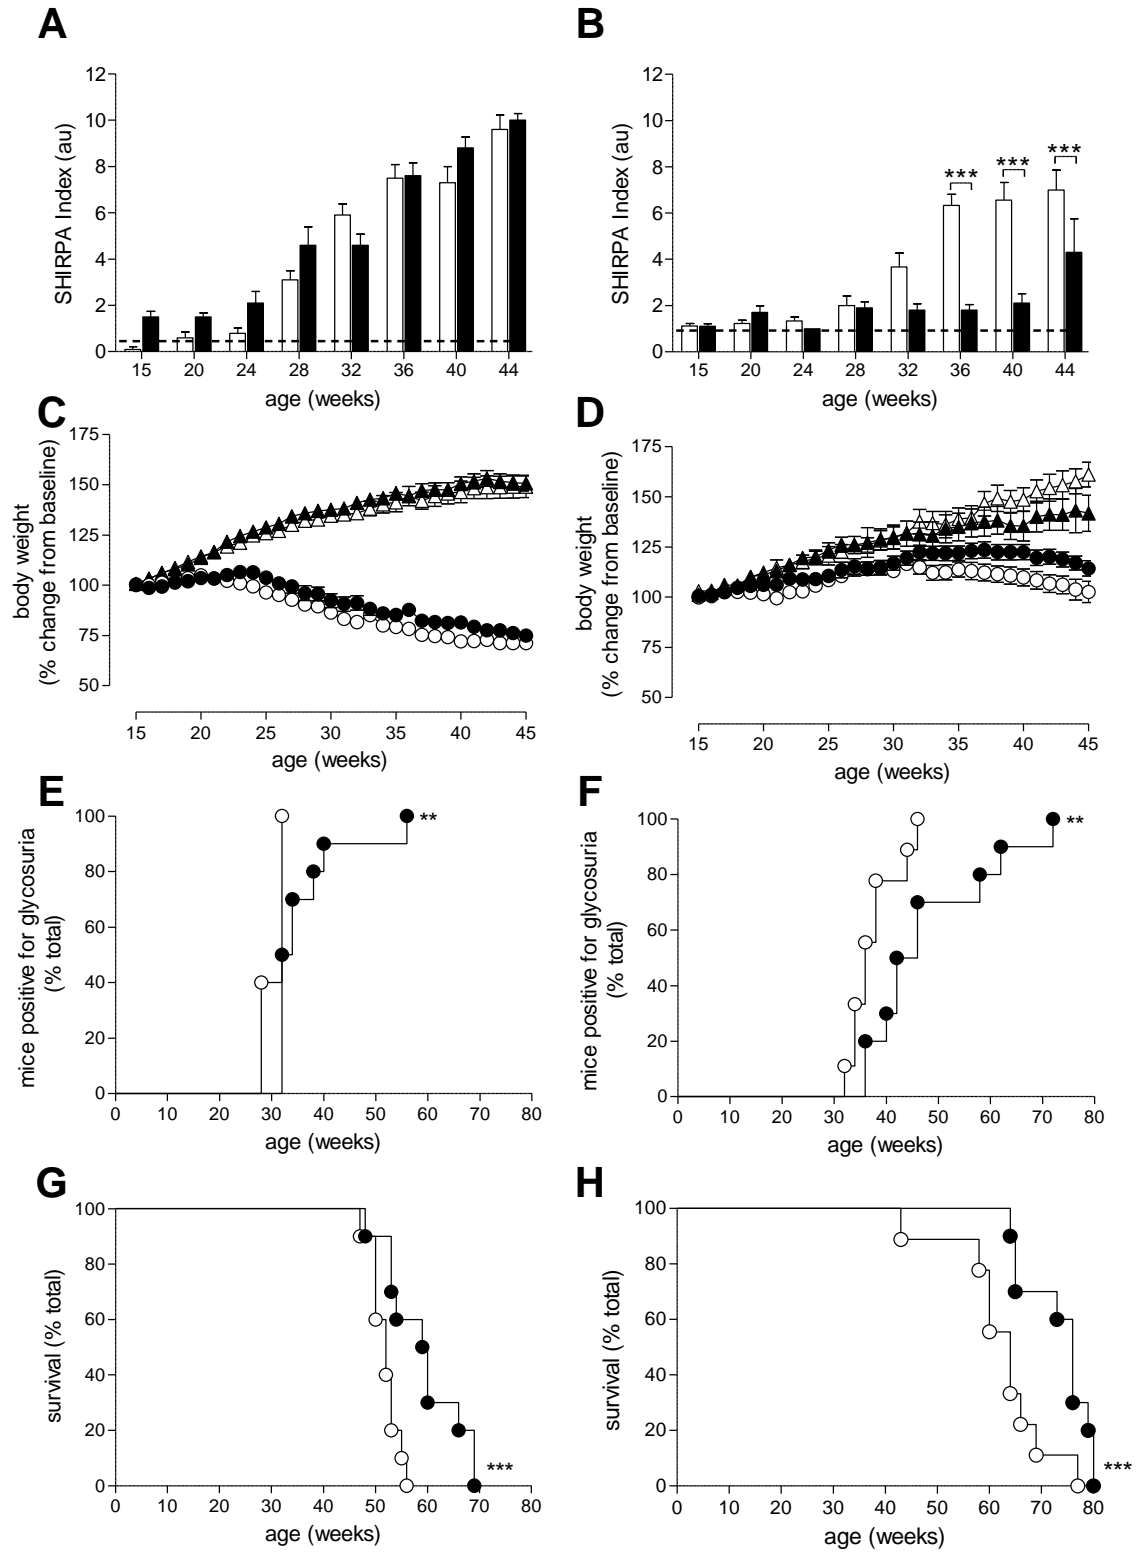 A
B
12
10
8
6
4
2
0
SHIRPA Index (au)
15 20 24 28 32 36 40 44
age (weeks)
12
10
8
6
4
2
0
SHIRPA Index (au)
***
***
***
15 20 24 28 32 36 40 44
age (weeks)
C
D
175
150
125
100
75
50
body weight
(% change from baseline)
15 20 25 30 35 40 45
age (weeks)
175
150
125
100
75
50
body weight
(% change from baseline)
15 20 25 30 35 40 45
age (weeks)
E
F
100
80
60
40
20
0
mice positive for glycosuria
(% total)
**
0 10 20 30 40 50 60 70 80
age (weeks)
100
80
60
40
20
0
mice positive for glycosuria
(% total)
**
0 10 20 30 40 50 60 70 80
age (weeks)
G
H
100
80
60
40
20
0
survival (% total)
***
0 10 20 30 40 50 60 70 80
age (weeks)
100
80
60
40
20
0
survival (% total)
***
0 10 20 30 40 50 60 70 80
age (weeks)